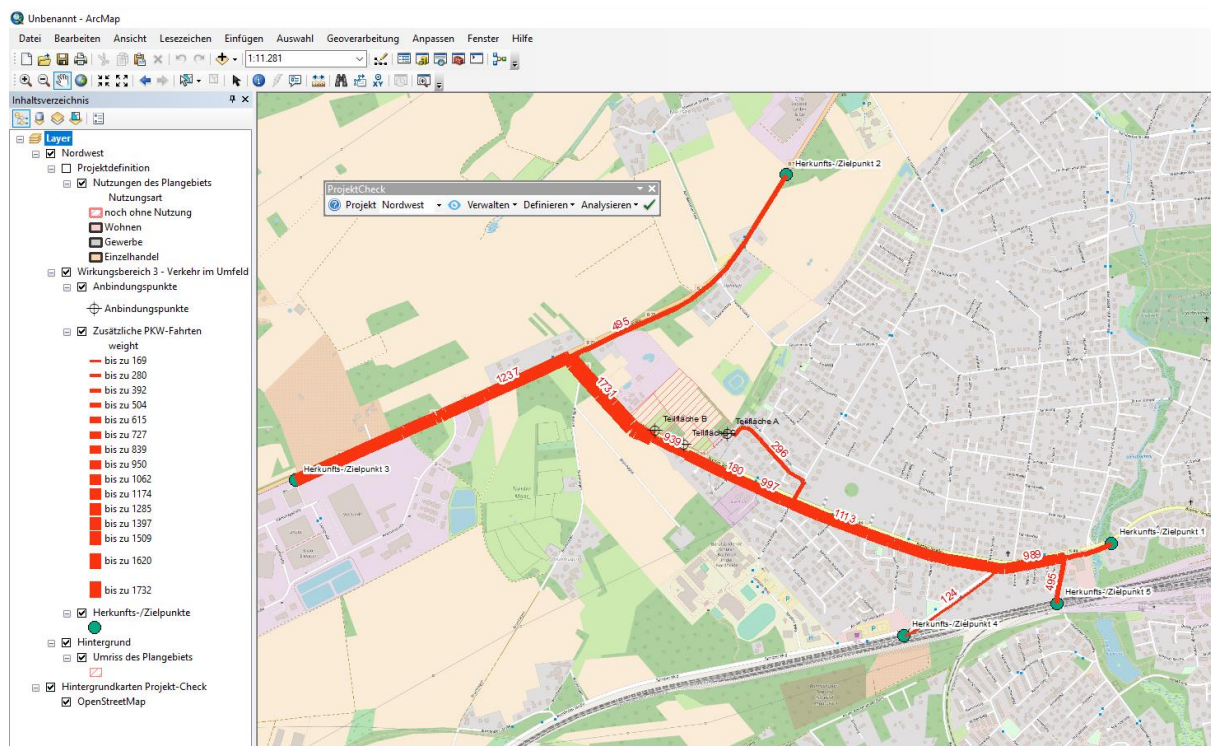 Unbenannt - ArcMap
Datei Bearbeiten Ansicht Lesezeichen Einfügen Auswahl Geoverarbeitung Anpassen Fenster Hilfe
1:11.281
Inhaltsverzeichnis
Layer
Nordwest
Projektdefinition
Nutzungen des Plangebiets
Nutzungsart
noch ohne Nutzung
Wohnen
Gewerbe
Einzelhandel
Wirkungsbereich 3 - Verkehr im Umfeld
Anbindungspunkte
Anbindungspunkte
Zusätzliche PKW-Fahrten
weight
bis zu 169
bis zu 280
bis zu 392
bis zu 504
bis zu 615
bis zu 727
bis zu 839
bis zu 950
bis zu 1062
bis zu 1174
bis zu 1285
bis zu 1397
bis zu 1509
bis zu 1620
bis zu 1732
Herkunfts-/Zielpunkte
Hintergrund
Umriss des Plangebiets
Hintergrundkarten Projekt-Check
OpenStreetMap
ProjektCheck
Projekt Nordwest Verwalten Definieren Analysieren
Herkunfts-/Zielpunkt 2
495
1237
1731
Teilfläche B
Teilfläche A
939
296
180
997
Herkunfts-/Zielpunkt 3
1113
Herkunfts-/Zielpunkt 1
989
495
124
Herkunfts-/Zielpunkt 5
Herkunfts-/Zielpunkt 4